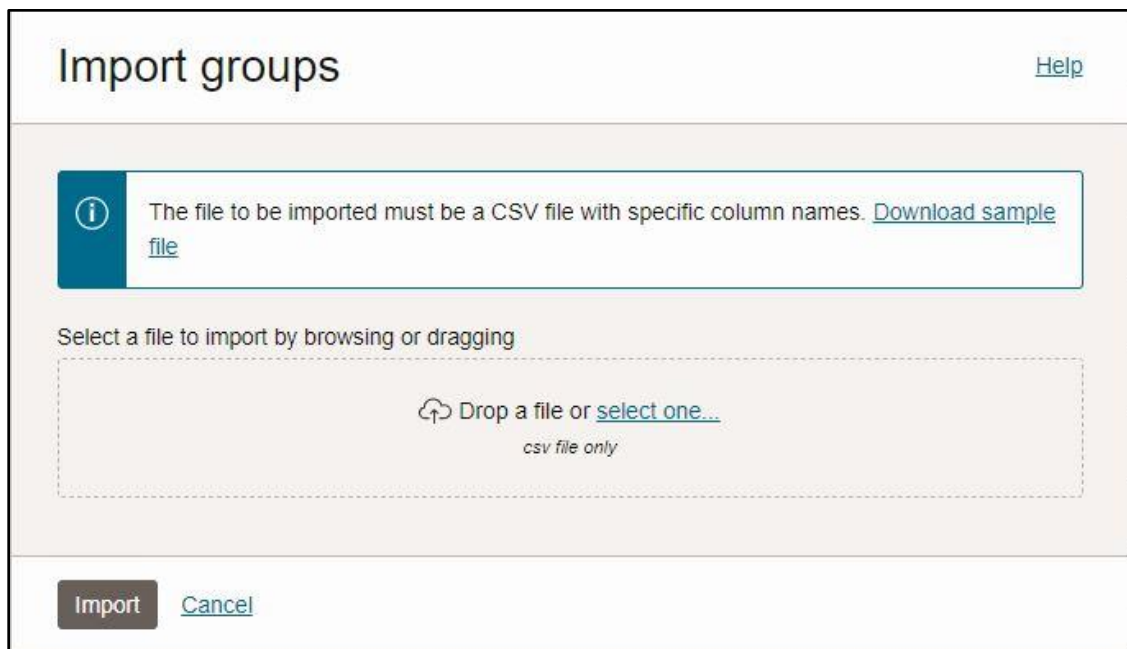 Import groups
Help
The file to be imported must be a CSV file with specific column names. Download sample
file
Select a file to import by browsing or dragging
Drop a file or select one...
csv file only
Import Cancel